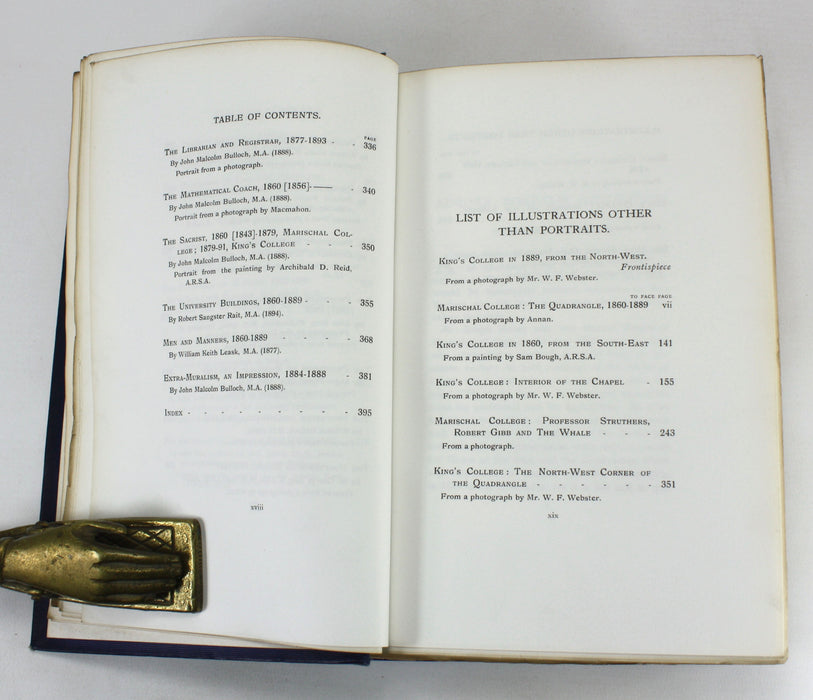 TABLE OF CONTENTS.
PAGE
The Librarian and Registrar, 1877-1893 - - 336
By John Malcolm Bulloch, M.A. (1888).
Portrait from a photograph.
The Mathematical Coach, 1860 [1856]—— - 340
By John Malcolm Bulloch, M.A. (1888).
Portrait from a photograph by Macmahon.
The Sacrist, 1860 [1843]-1879, Marischal Col-
lege; 1879-91, King's College - - - 350
By John Malcolm Bulloch, M.A. (1888).
Portrait from the painting by Archibald D. Reid,
A.R.S.A.
The University Buildings, 1860-1889 - - - 355
By Robert Sangster Rait, M.A. (1894).
Men and Manners, 1860-1889 - - - - 368
By William Keith Leask, M.A. (1877).
Extra-Muralism, an Impression, 1884-1888 - 381
By John Malcolm Bulloch, M.A. (1888).
Index - - - - - - - - 395
xviii
LIST OF ILLUSTRATIONS OTHER
THAN PORTRAITS.
King's College in 1889, from the North-West.
Frontispiece
From a photograph by Mr. W. F. Webster.
TO FACE PAGE
Marischal College: The Quadrangle, 1860-1889 vii
From a photograph by Annan.
King's College in 1860, from the South-East 141
From a painting by Sam Bough, A.R.S.A.
King's College: Interior of the Chapel - 155
From a photograph by Mr. W. F. Webster.
Marischal College: Professor Struthers,
Robert Gibb and The Whale - - - 243
From a photograph.
King's College: The North-West Corner of
the Quadrangle - - - - - - 351
From a photograph by Mr. W. F. Webster.
xix